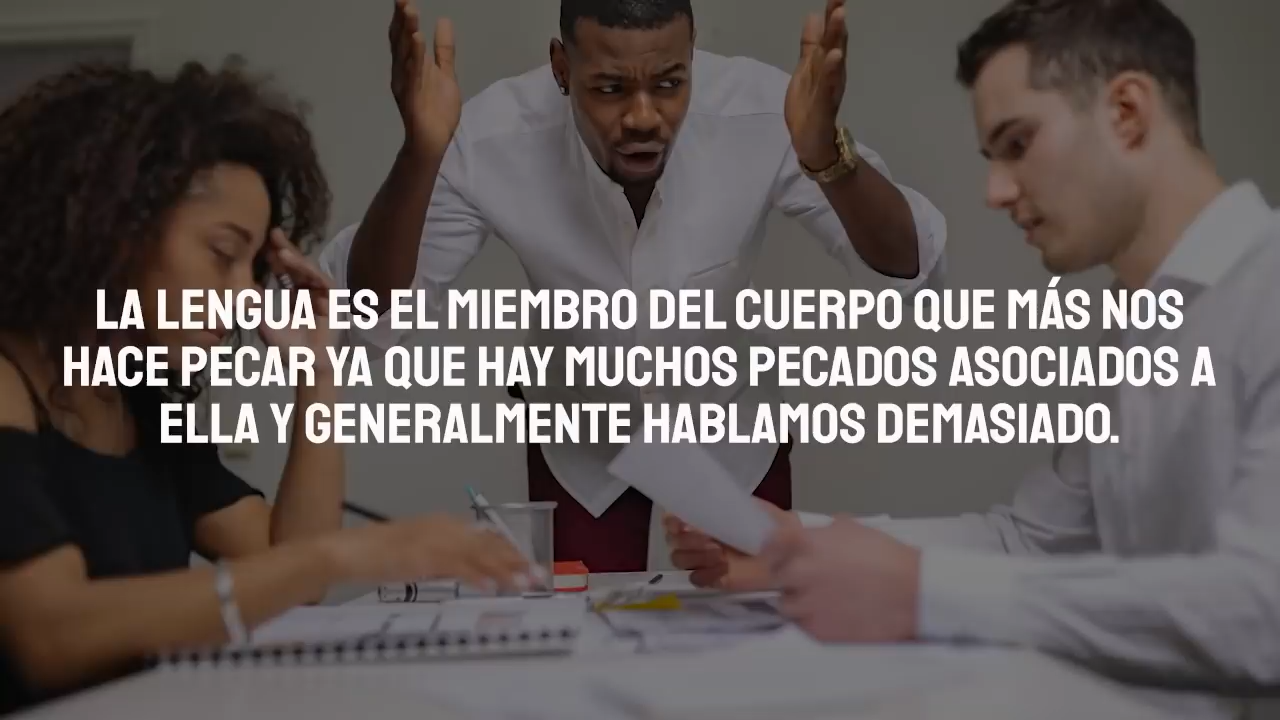 LA LENGUA ES EL MIEMBRO DEL CUERPO QUE MÁS NOS
HACE PECAR YA QUE HAY MUCHOS PECADOS ASOCIADOS A
ELLA Y GENERALMENTE HABLAMOS DEMASIADO.